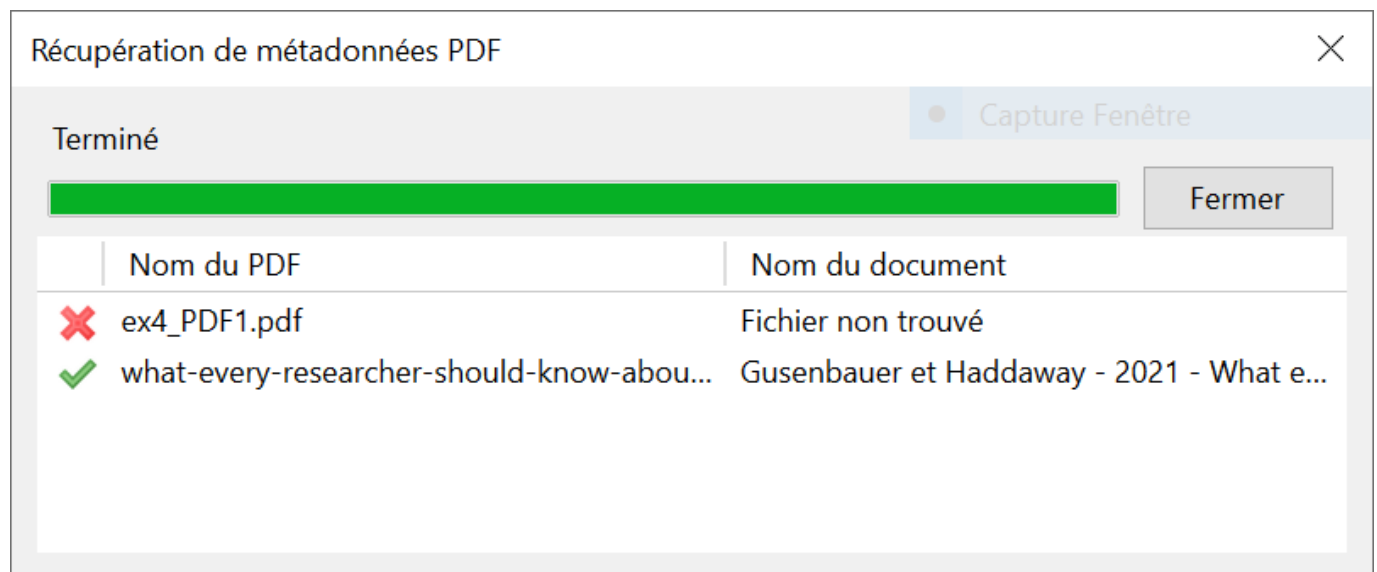 Récupération de métadonnées PDF
Capture Fenêtre
Terminé
Fermer
Nom du PDF Nom du document
ex4_PDF1.pdf Fichier non trouvé
what-every-researcher-should-know-abou... Gusenbauer et Haddaway - 2021 - What e...